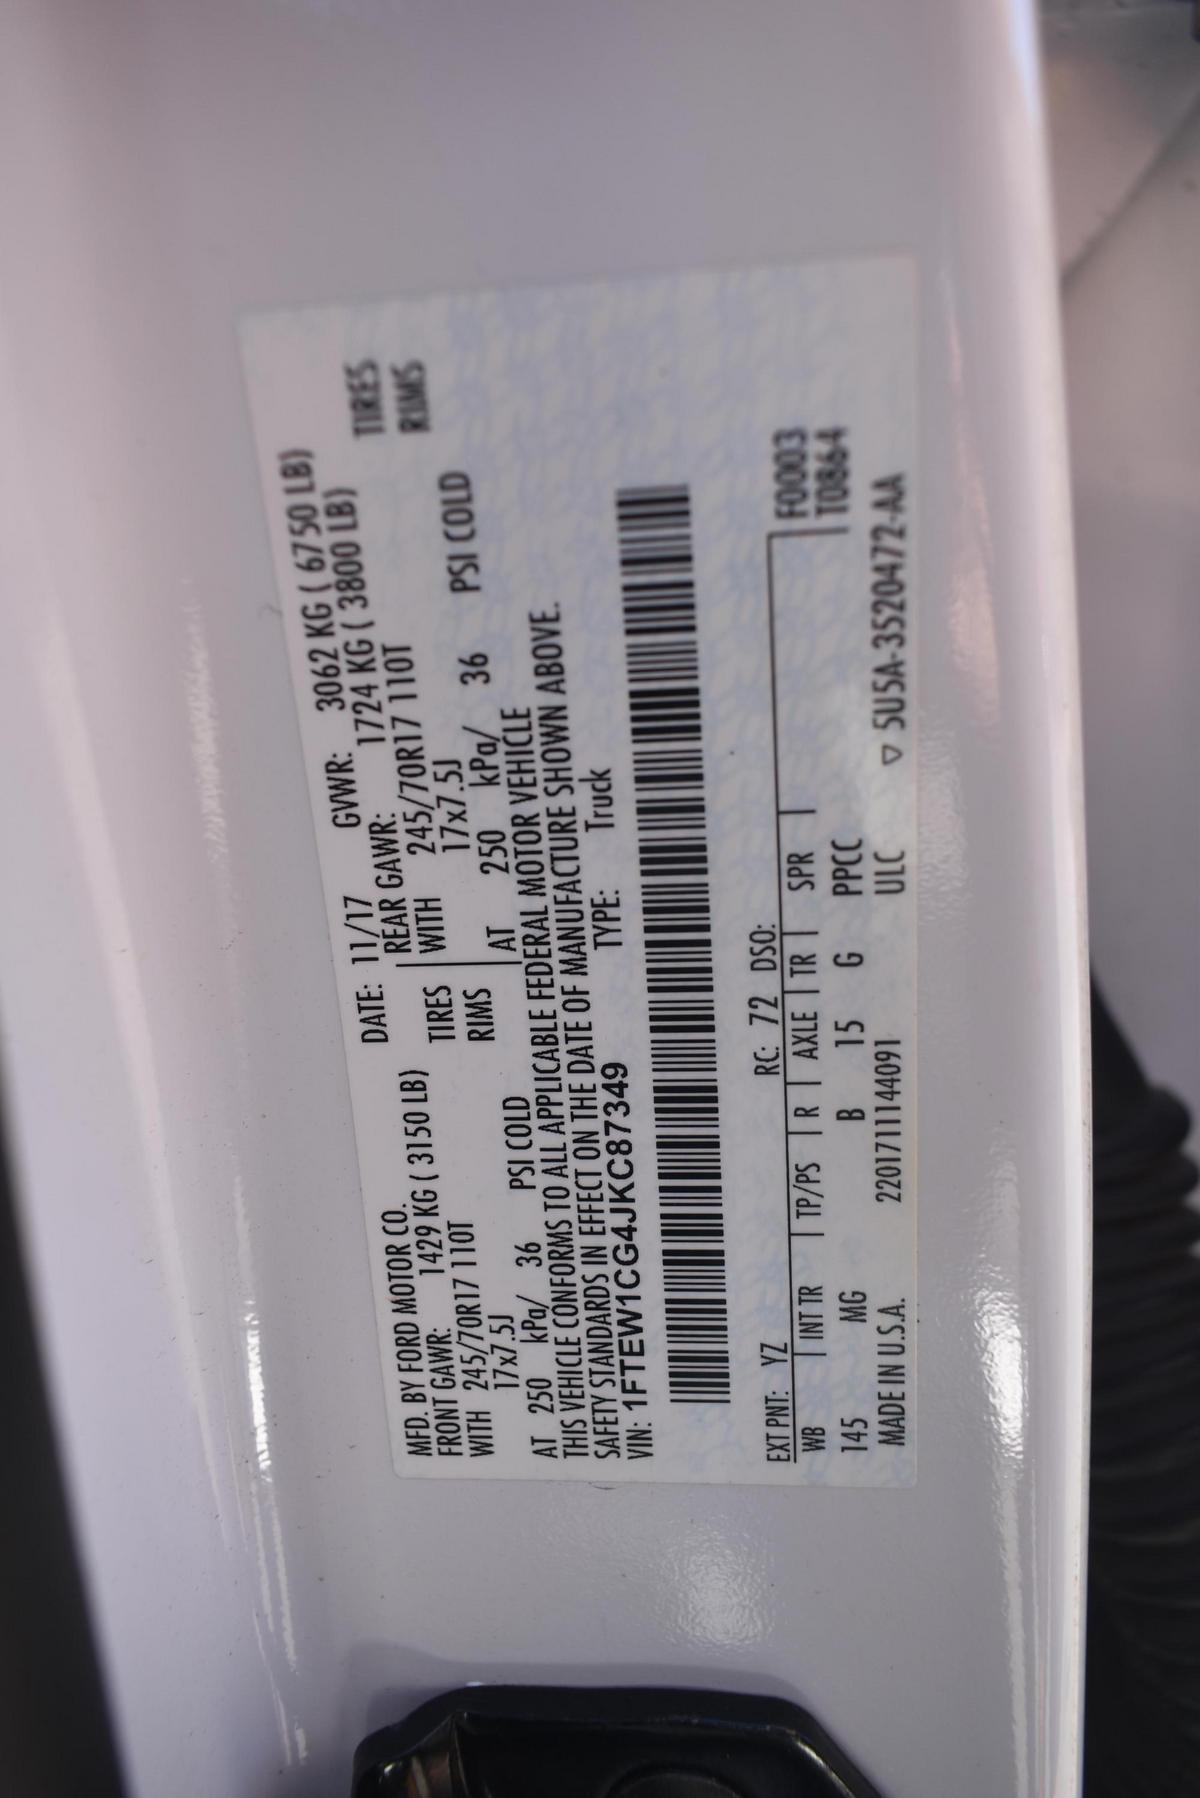 MFD. BY FORD MOTOR CO. DATE: 11/17 GVWR: 3062 KG ( 6750 LB)
FRONT GAWR: 1429 KG ( 3150 LB) REAR GAWR: 1724 KG ( 3800 LB)
WITH 245/70R17 110T TIRES WITH 245/70R17 110T TIRES
17x7.5J RIMS 17x7.5J RIMS
AT 250 kPa/ 36 PSI COLD AT 250 kPa/ 36 PSI COLD
THIS VEHICLE CONFORMS TO ALL APPLICABLE FEDERAL MOTOR VEHICLE
SAFETY STANDARDS IN EFFECT ON THE DATE OF MANUFACTURE SHOWN ABOVE.
VIN: 1FTEW1CG4JKC87349 TYPE: Truck
EXT PNT: YZ RC: 72 DSO:
WB | INT TR | TP/PS | R | AXLE | TR | SPR | F0003
145 MG B 15 G PPCC T0864
MADE IN U.S.A. 22017111144091 ULC ▽ 5U5A-3520472-AA